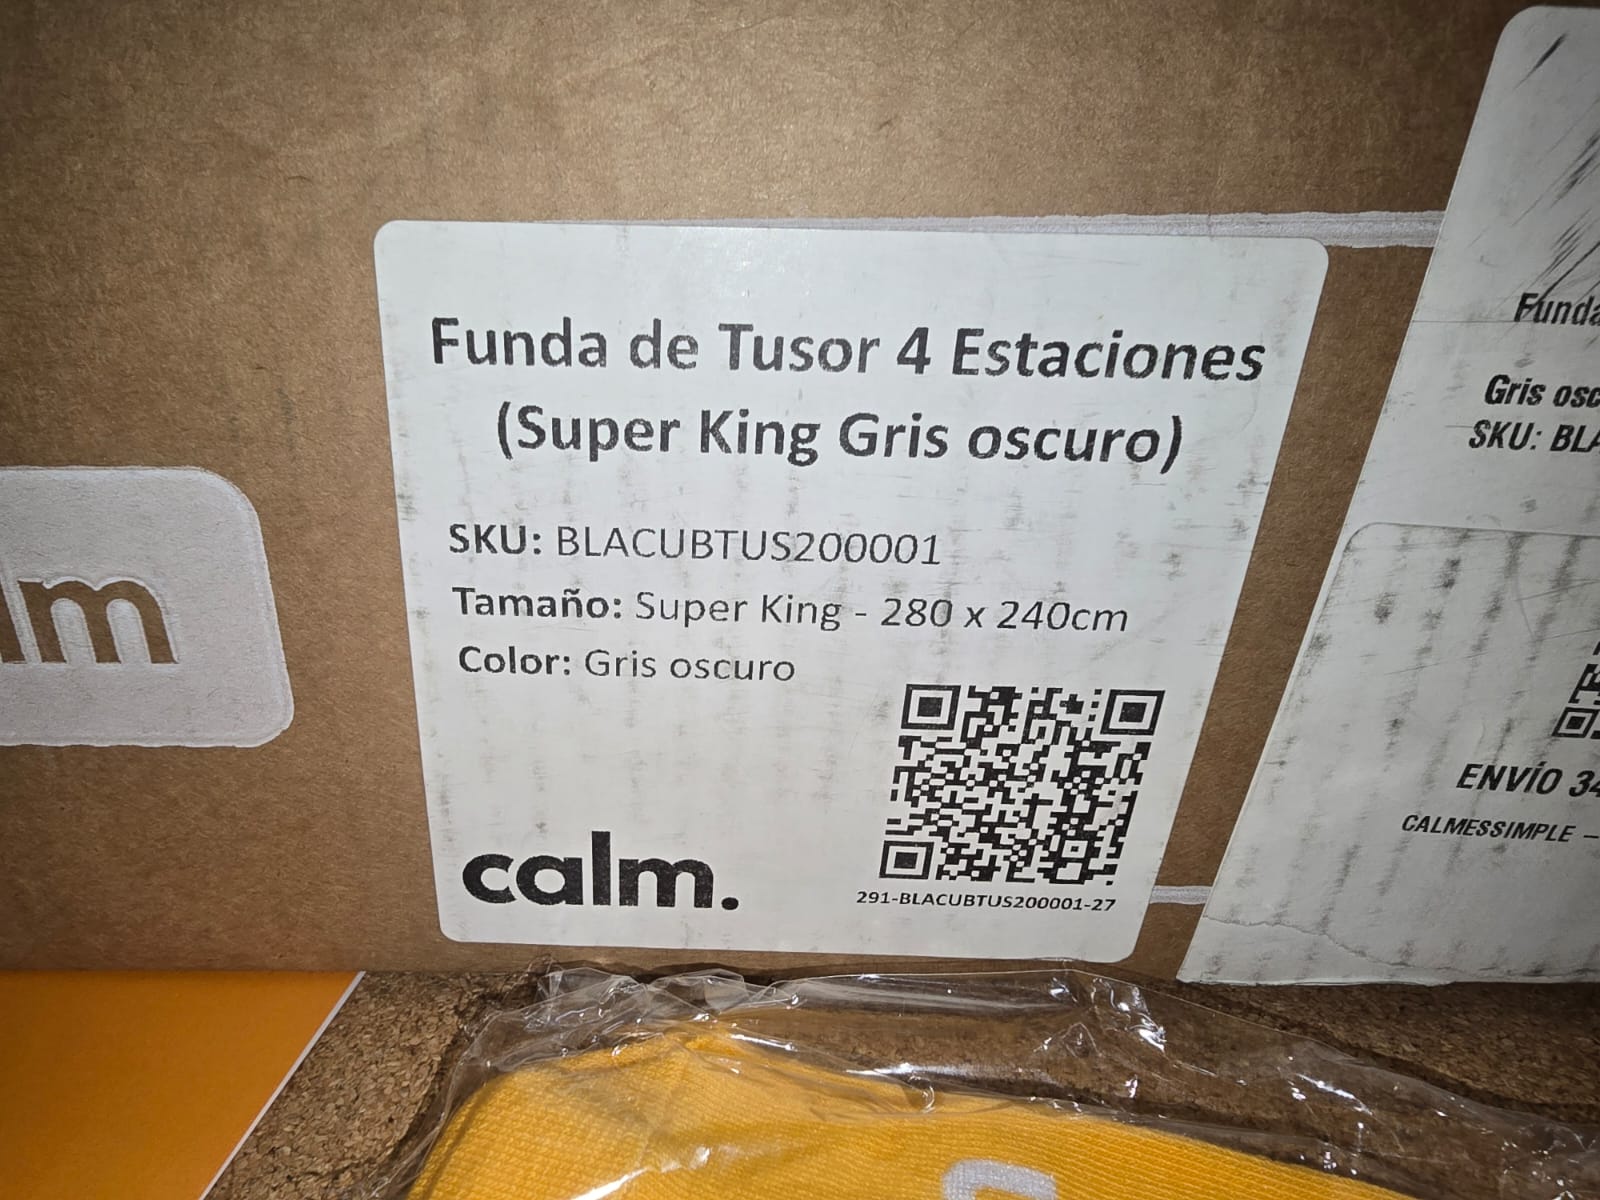 Funda de Tusor 4 Estaciones
(Super King Gris oscuro)
SKU: BLACUBTUS200001
Tamaño: Super King - 280 x 240cm
Color: Gris oscuro
calm.
291-BLACUBTUS200001-27
lm
Funda
Gris osc
SKU: BLA
ENVÍO 34
CALMESSIMPLE –